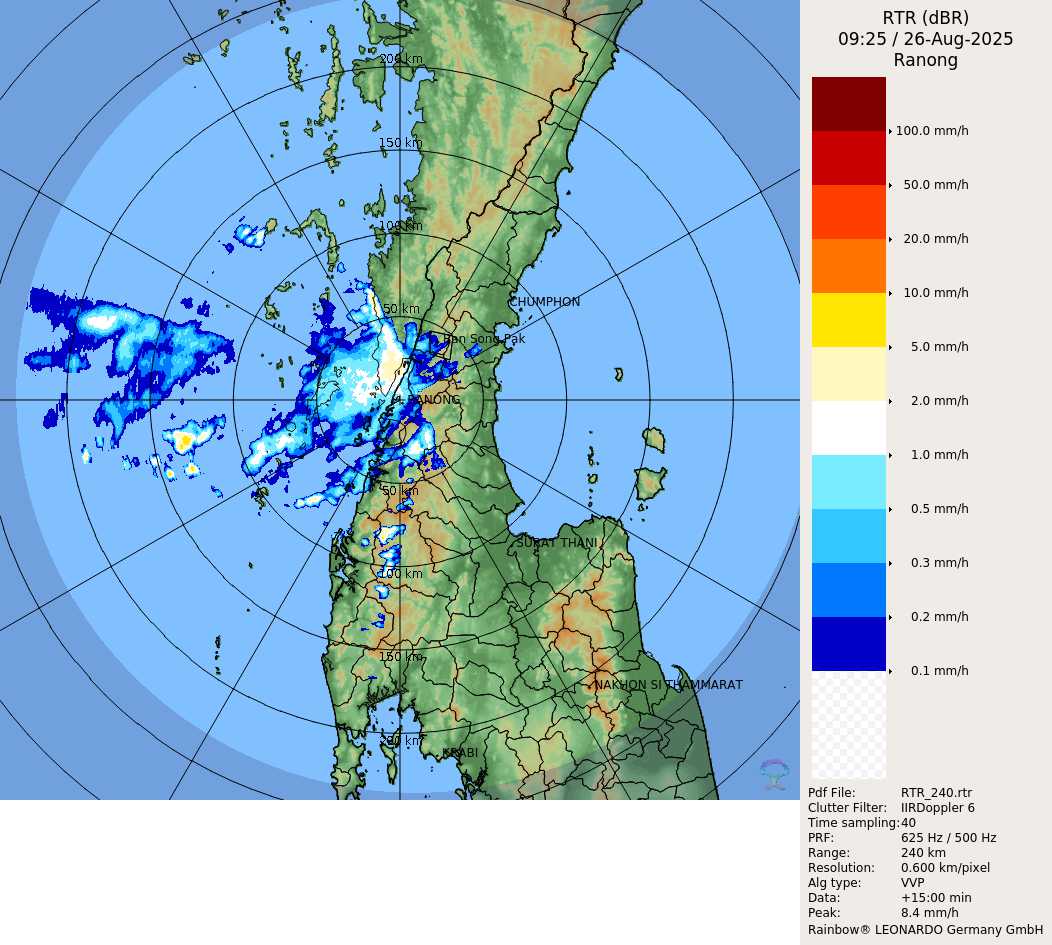 RTR (dBR)
09:25 / 26-Aug-2025
Ranong
100.0 mm/h
50.0 mm/h
20.0 mm/h
10.0 mm/h
5.0 mm/h
2.0 mm/h
1.0 mm/h
0.5 mm/h
0.3 mm/h
0.2 mm/h
0.1 mm/h
Pdf File: RTR_240.rtr
Clutter Filter: IIRDoppler 6
Time sampling: 40
PRF: 625 Hz / 500 Hz
Range: 240 km
Resolution: 0.600 km/pixel
Alg type: VVP
Data: +15:00 min
Peak: 8.4 mm/h
Rainbow® LEONARDO Germany GmbH
200 km
150 km
100 km
CHUMPHON
50 km
Ban Song Pak
RANONG
50 km
SURAT THANI
100 km
150 km
NAKHON SI THAMMARAT
200 km
KRABI